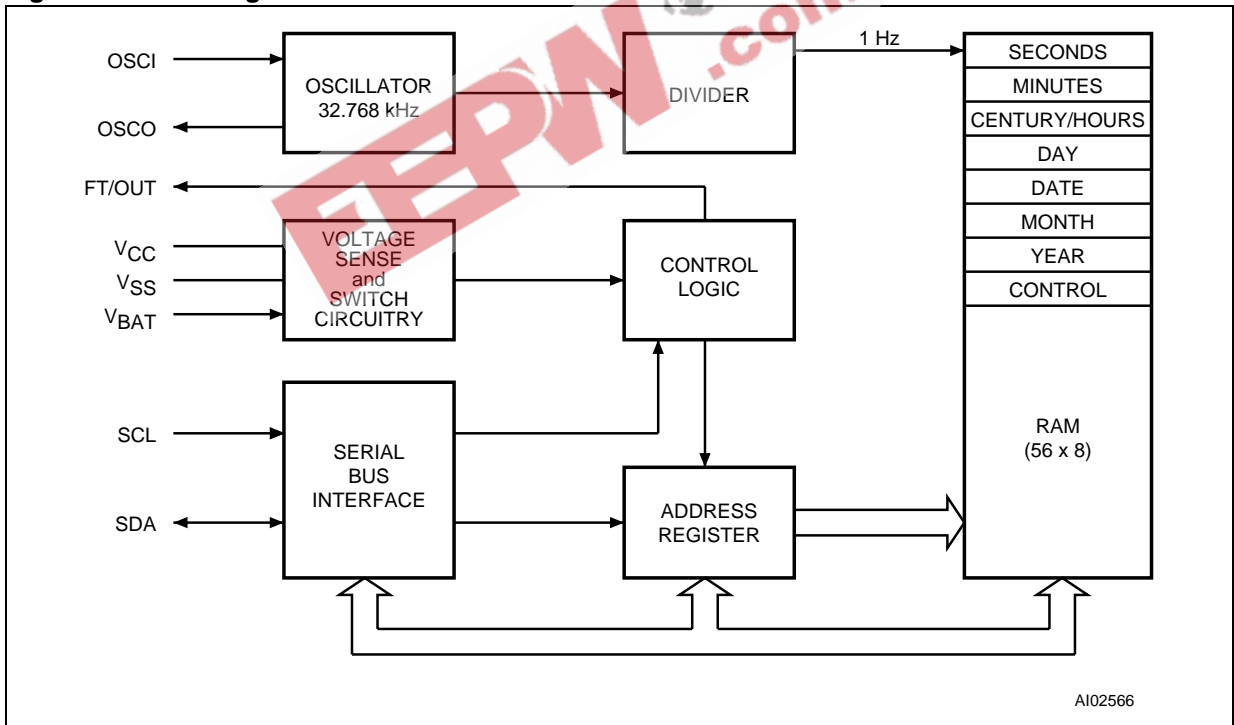 OSCI
OSCO
FT/OUT
VCC
VSS
VBAT
SCL
SDA
OSCILLATOR
32.768 kHz
VOLTAGE
SENSE
and
SWITCH
CIRCUITRY
SERIAL
BUS
INTERFACE
DIVIDER
CONTROL
LOGIC
ADDRESS
REGISTER
1 Hz
SECONDS
MINUTES
CENTURY/HOURS
DAY
DATE
MONTH
YEAR
CONTROL
RAM
(56 x 8)
AI02566
EEPW.com